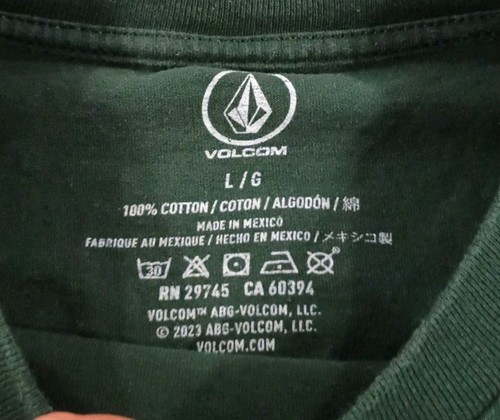 VOLCOM
L / G
100% COTTON / COTON / ALGODÓN / 綿
MADE IN MEXICO
FABRIQUE AU MEXIQUE / HECHO EN MEXICO / メキシコ製
30
RN 29745 CA 60394
VOLCOM™ ABG-VOLCOM, LLC.
© 2023 ABG-VOLCOM, LLC.
VOLCOM.COM